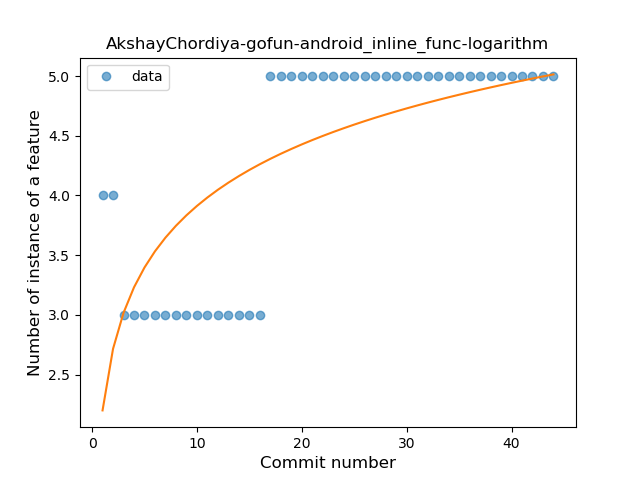 AkshayChordiya-gofun-android_inline_func-logarithm
data
5.0
4.5
4.0
3.5
3.0
2.5
Number of instance of a feature
0 10 20 30 40
Commit number